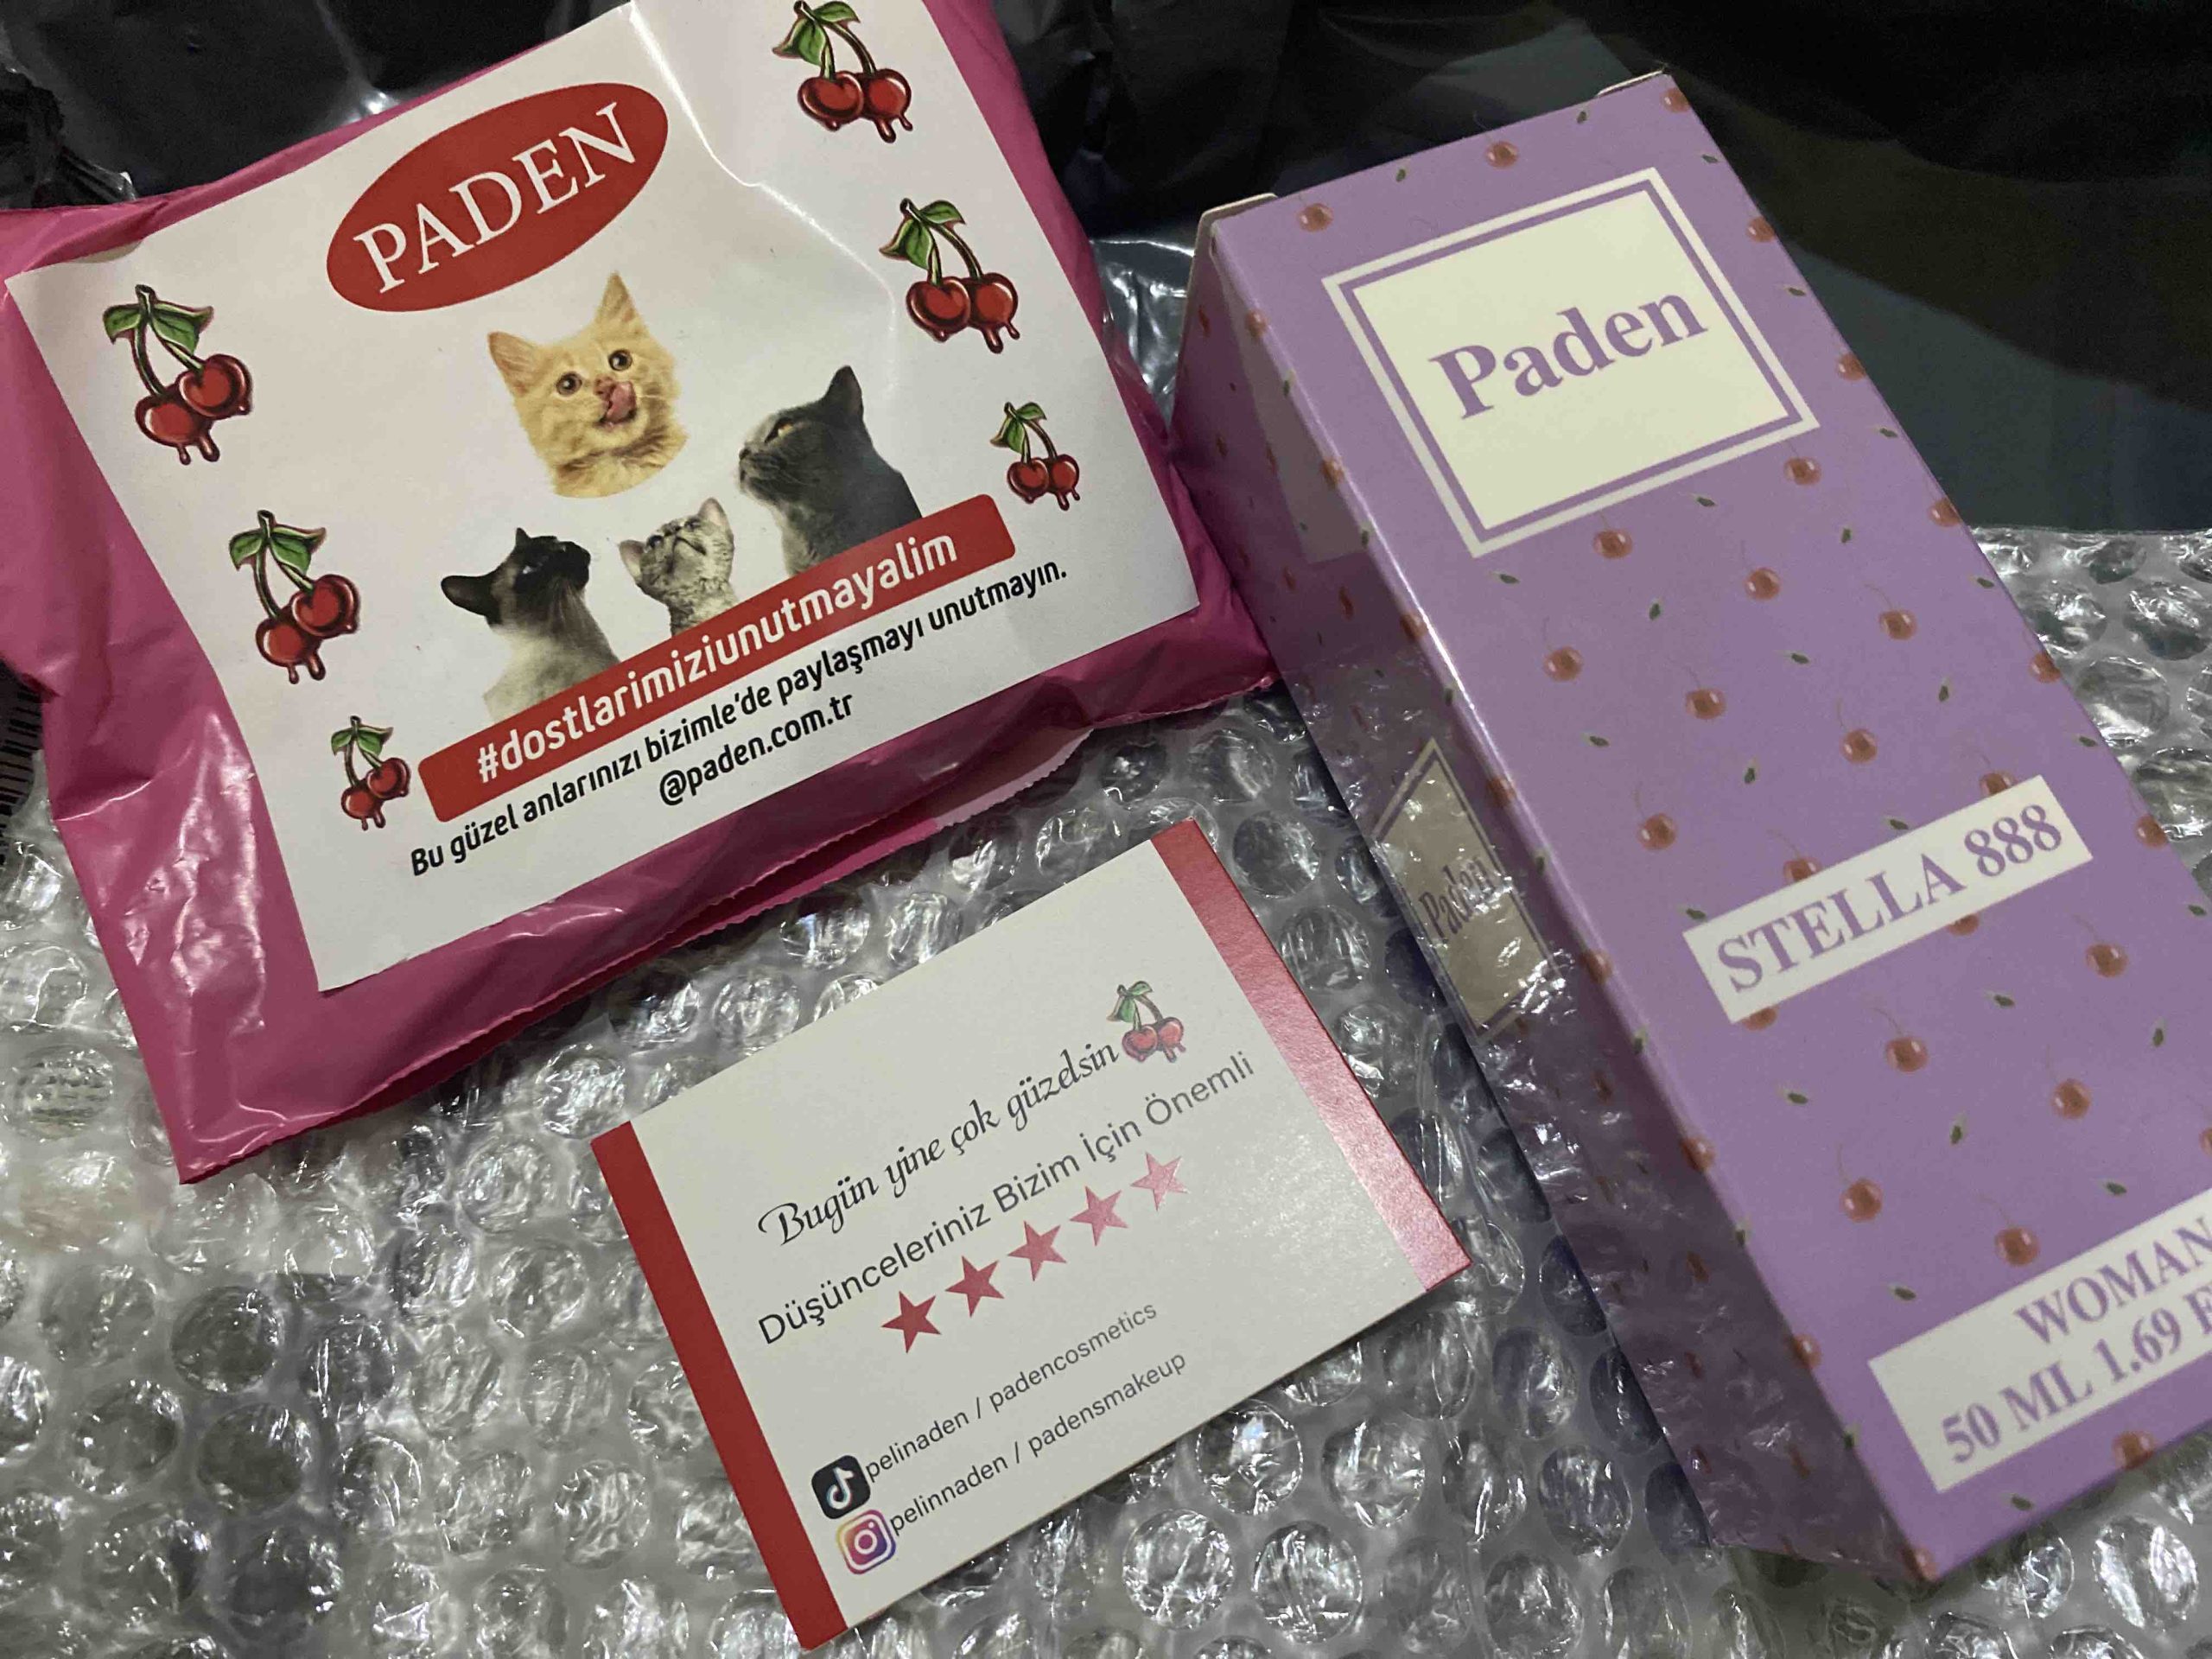 PADEN
#dostlarimiziunutmayalim
Bu güzel anlarınızı bizimle'de paylaşmayı unutmayın.
@paden.com.tr
Paden
STELLA 888
WOMAN
50 ML 1.69
Paden
Bugün yine çok güzelsin
Düşünceleriniz Bizim İçin Önemli
pelinaden / padencosmetics
pelinnaden / padensmakeup